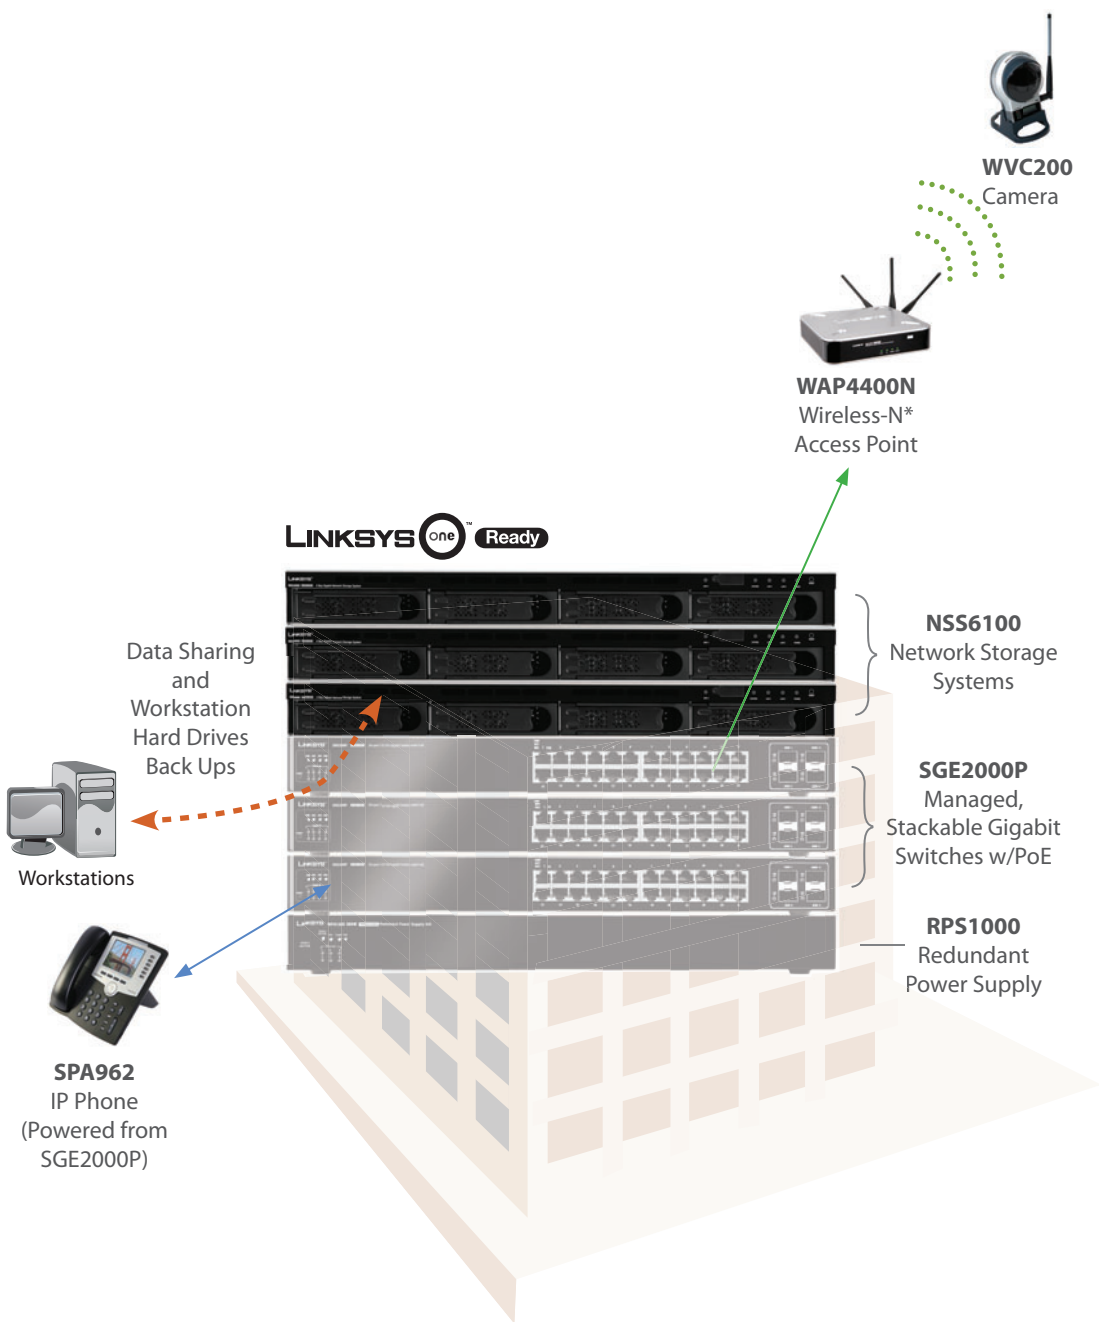 WVC200
Camera
WAP4400N
Wireless-N*
Access Point
LINKSYS one™ Ready
Data Sharing
and
Workstation
Hard Drives
Back Ups
NSS6100
Network Storage
Systems
SGE2000P
Managed,
Stackable Gigabit
Switches w/PoE
Workstations
RPS1000
Redundant
Power Supply
SPA962
IP Phone
(Powered from
SGE2000P)